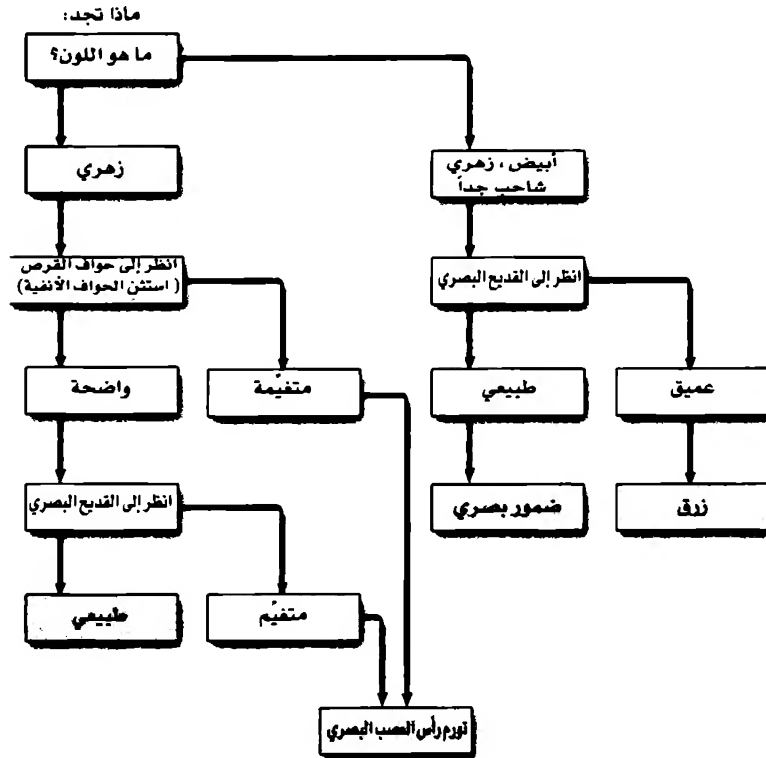 ماذا تجد:
ما هو اللون؟
زهري
أبيض ، زهري
شاحب جداً
انظر إلى حواف القرص
( استثنِ الحواف الأنفية)
انظر إلى القديح البصري
واضحة
متغيّمة
طبيعي
عميق
انظر إلى القديح البصري
ضمور بصري
زرق
طبيعي
متغيّم
تورم رأس العصب البصري